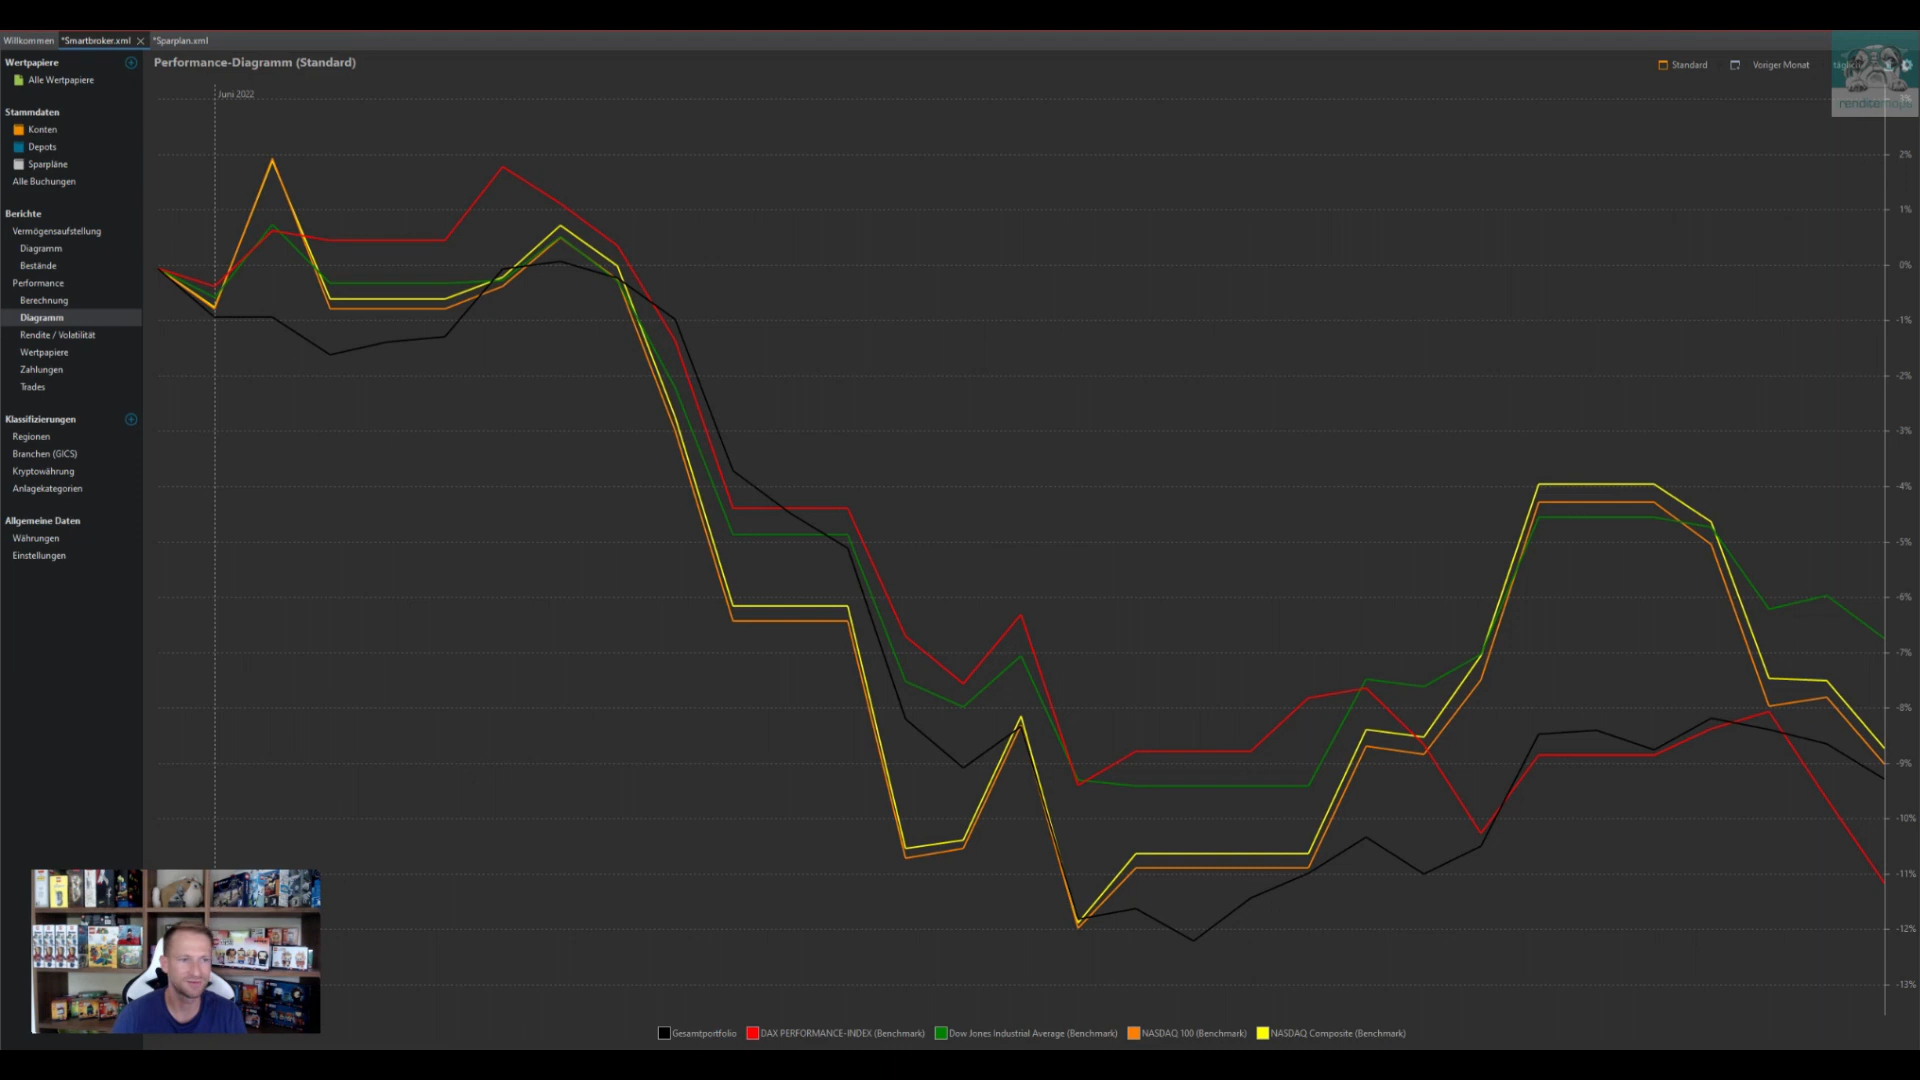 Willkommen *Smartbroker.xml *Sparplan.xml
Wertpapiere
Alle Wertpapiere
Stammdaten
Konten
Depots
Sparpläne
Alle Buchungen
Berichte
Vermögensaufstellung
Diagramm
Bestände
Performance
Berechnung
Diagramm
Rendite / Volatilität
Wertpapiere
Zahlungen
Trades
Klassifizierungen
Regionen
Branchen (GICS)
Kryptowährung
Anlagekategorien
Allgemeine Daten
Währungen
Einstellungen
Performance-Diagramm (Standard)
Standard Voriger Monat täglich
renditemops
Juni 2022
3%
2%
1%
0%
-1%
-2%
-3%
-4%
-5%
-6%
-7%
-8%
-9%
-10%
-11%
-12%
-13%
Gesamtportfolio DAX PERFORMANCE-INDEX (Benchmark) Dow Jones Industrial Average (Benchmark) NASDAQ 100 (Benchmark) NASDAQ Composite (Benchmark)